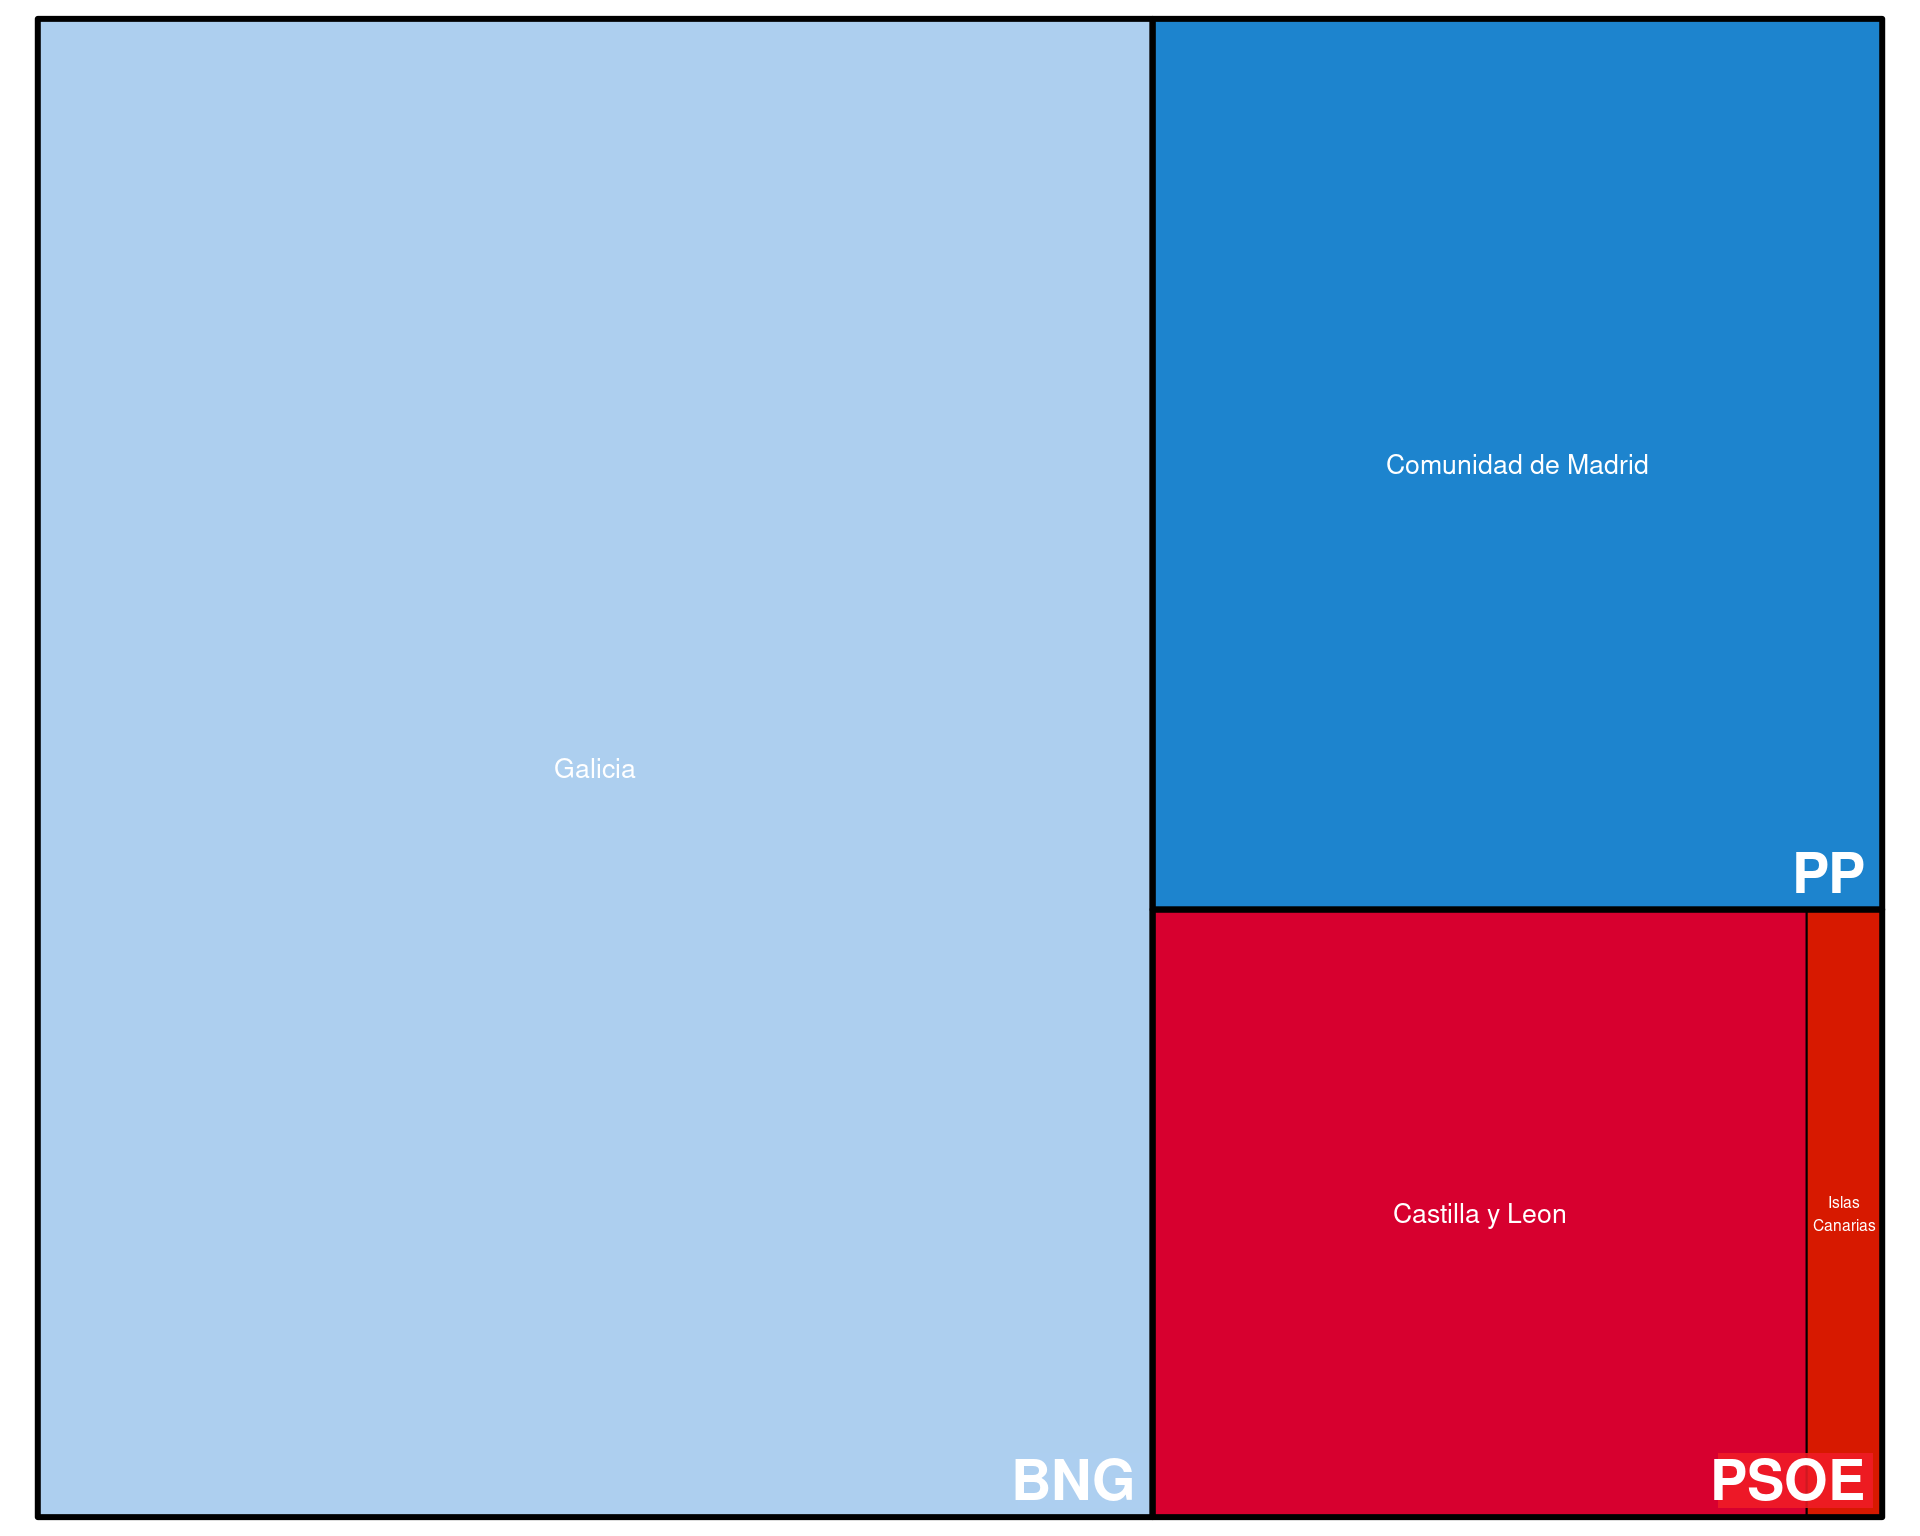 Galicia
BNG
Comunidad de Madrid
PP
Castilla y Leon
Islas
Canarias
PSOE